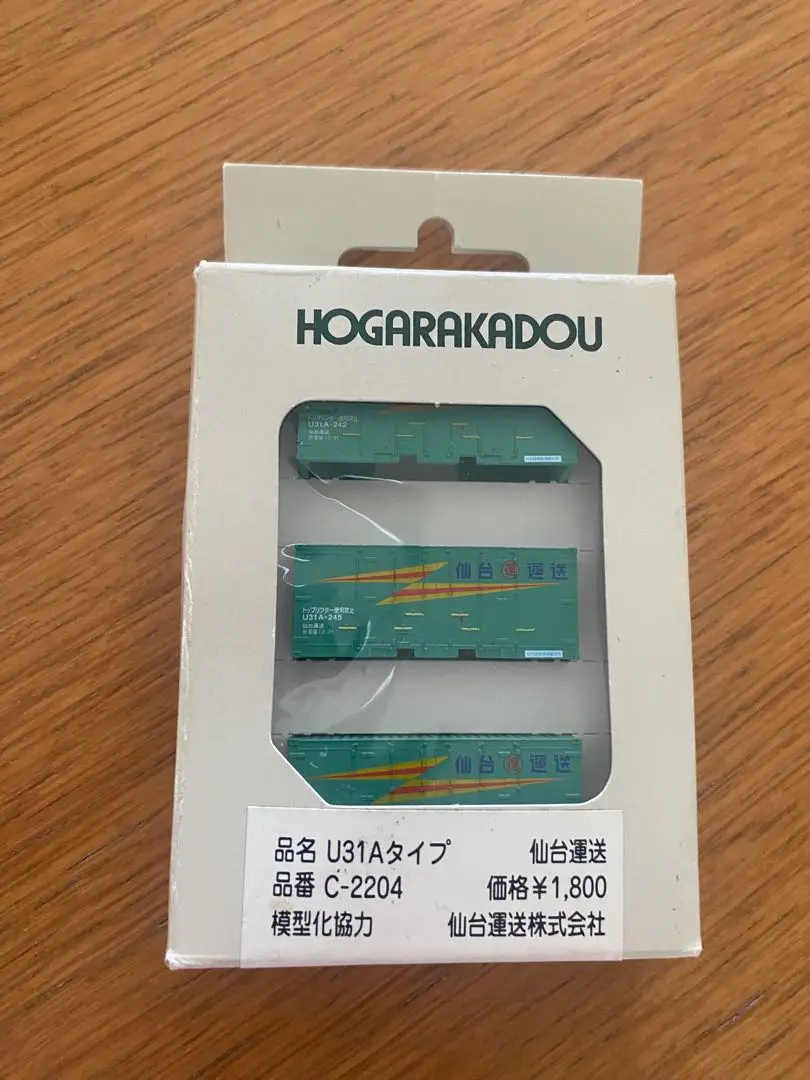 HOGARAKADOU
トップリフター使用禁止
U31A-242
仙台運送
仙台 運 運送
トップリフター使用禁止
U31A-245
仙台運送
仙台 運 運送
品名 U31Aタイプ 仙台運送
品番 C-2204 価格¥1,800
模型化協力 仙台運送株式会社